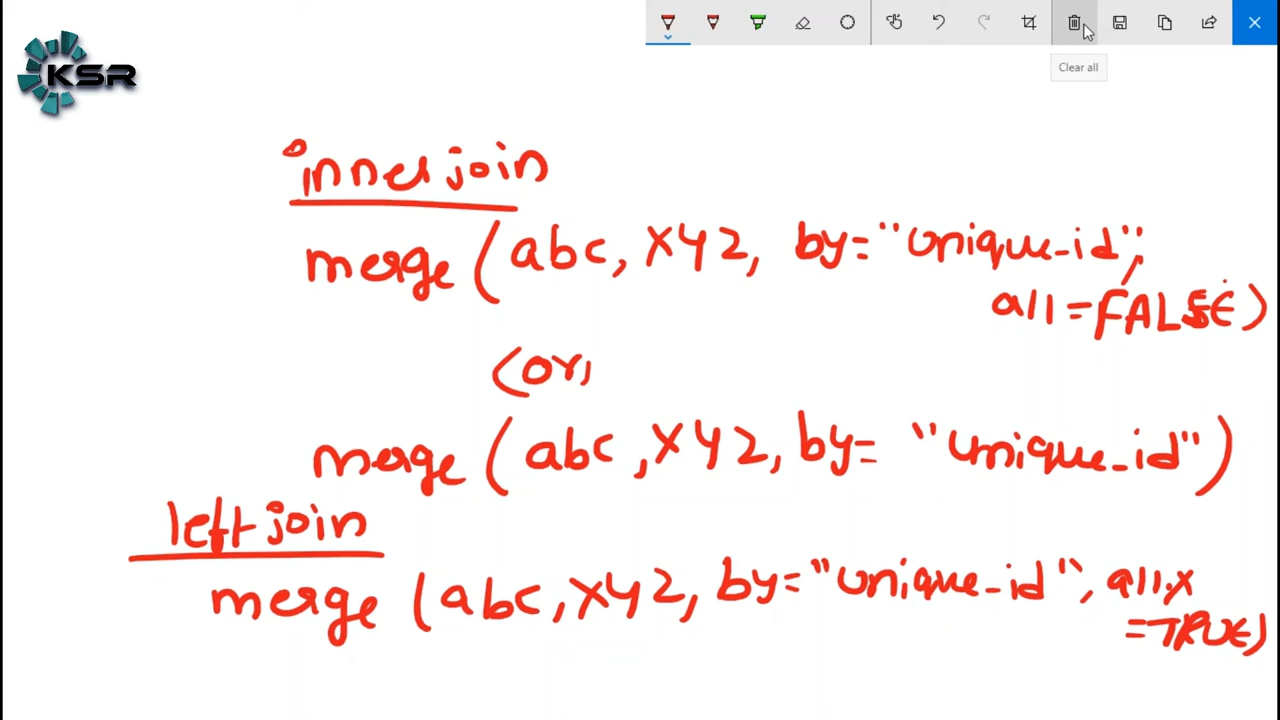 KSR
Clear all
inner join
merge (abc, XYZ, by="unique_id",
all=FALSE)
(or)
merge (abc, XYZ, by= "unique_id")
left join
merge (abc, XYZ, by="unique_id", all.x
=TRUE)